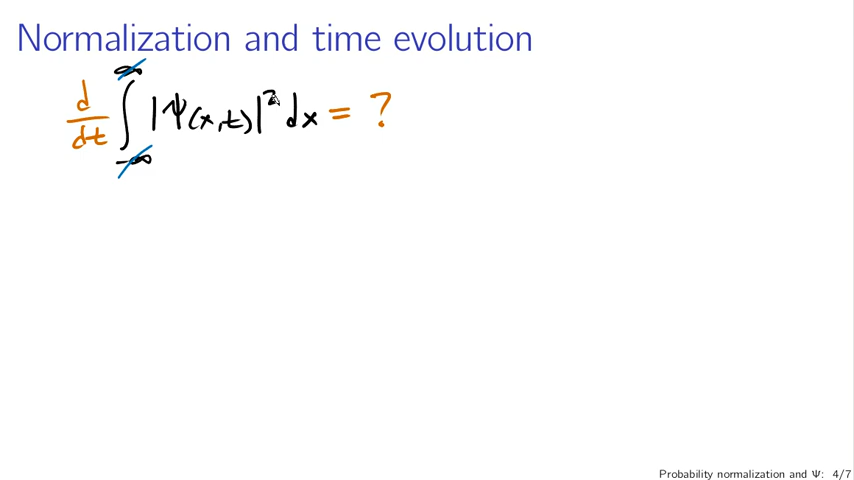 Normalization and time evolution
d/dt ∫_{-∞}^{∞} |Ψ(x,t)|² dx = ?
Probability normalization and Ψ: 4/7